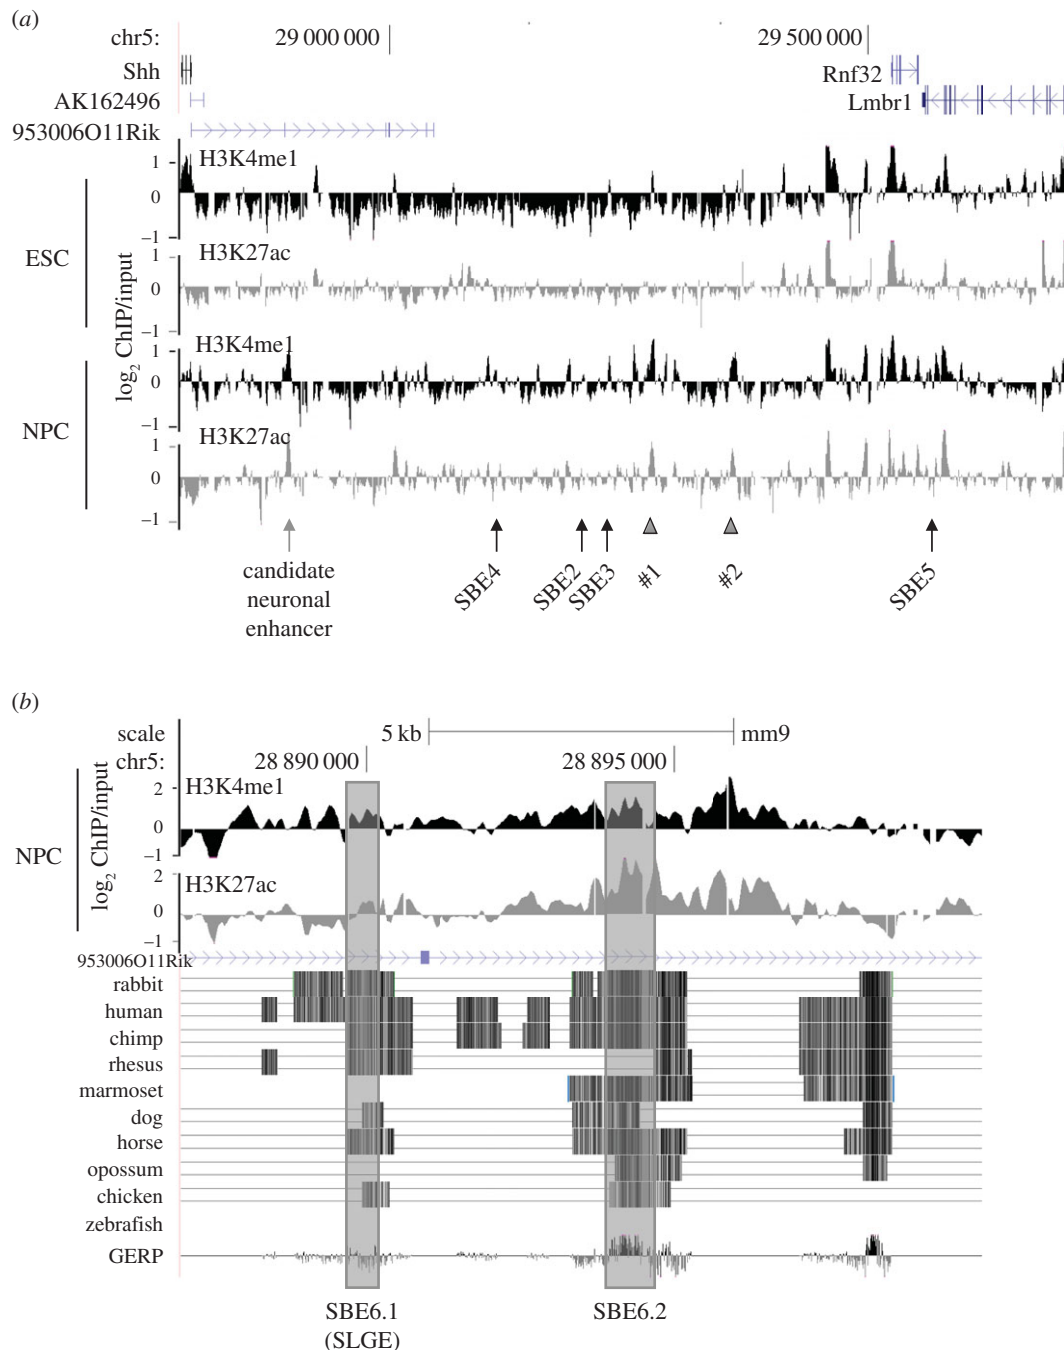 (a)
chr5: 29 000 000 29 500 000
Shh
Rnf32
AK162496
Lmbr1
953006O11Rik
H3K4me1
1
0
−1
ESC
H3K27ac
1
0
−1
log2 ChIP/input
H3K4me1
1
0
−1
NPC
H3K27ac
1
0
−1
candidate
neuronal
enhancer
SBE4
SBE2
SBE3
#1
#2
SBE5
(b)
scale 5 kb mm9
chr5: 28 890 000 28 895 000
H3K4me1
2
0
−1
NPC
log2 ChIP/input
H3K27ac
2
0
−1
953006O11Rik
rabbit
human
chimp
rhesus
marmoset
dog
horse
opossum
chicken
zebrafish
GERP
SBE6.1
(SLGE)
SBE6.2